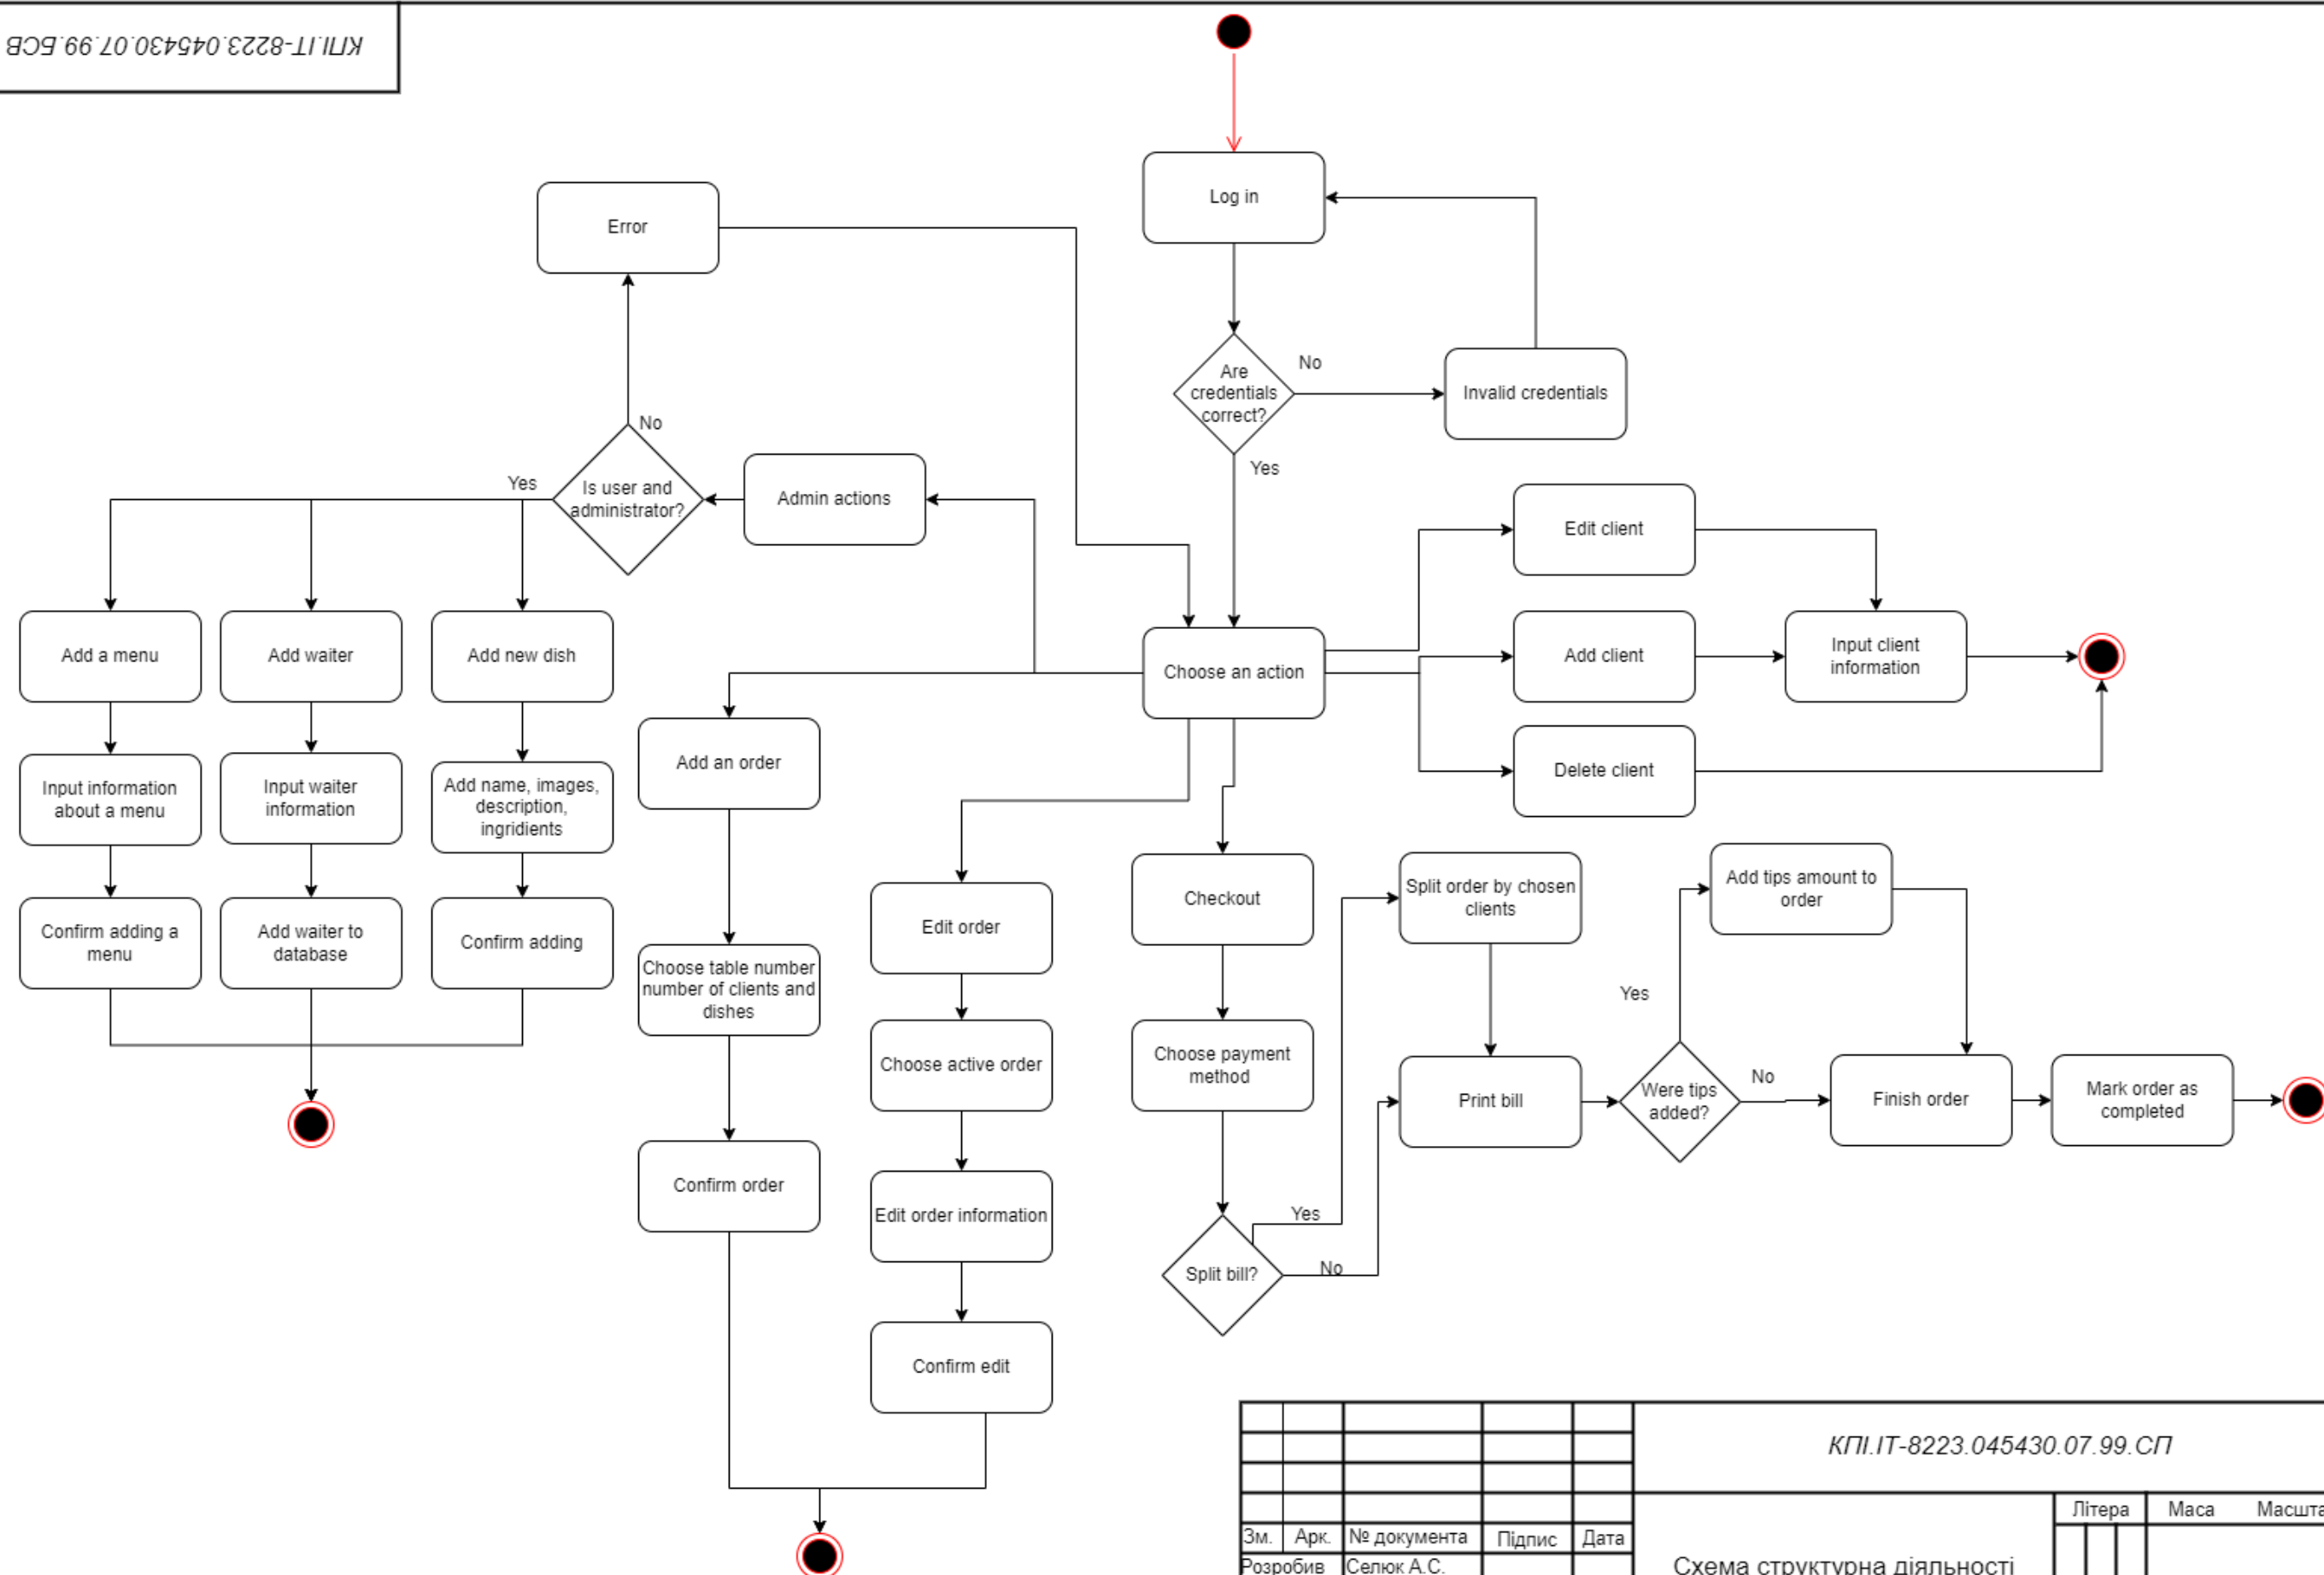 КПІ.ІТ-8223.045430.07.99.БСВ
Log in
Error
Are
credentials
correct?
No
Invalid credentials
Yes
No
Is user and
administrator?
Yes
Admin actions
Edit client
Add a menu
Add waiter
Add new dish
Choose an action
Add client
Input client
information
Add an order
Delete client
Input information
about a menu
Input waiter
information
Add name, images,
description,
ingridients
Confirm adding a
menu
Add waiter to
database
Confirm adding
Edit order
Checkout
Split order by chosen
clients
Add tips amount to
order
Choose table number
number of clients and
dishes
Yes
Choose active order
Choose payment
method
Print bill
Were tips
added?
No
Finish order
Mark order as
completed
Confirm order
Edit order information
Yes
Split bill?
No
Confirm edit
КПІ.ІТ-8223.045430.07.99.СП
Літера Маса Масшта
Зм. Арк. № документа Підпис Дата
Розробив Селюк А.С.
Схема структурна діяльності